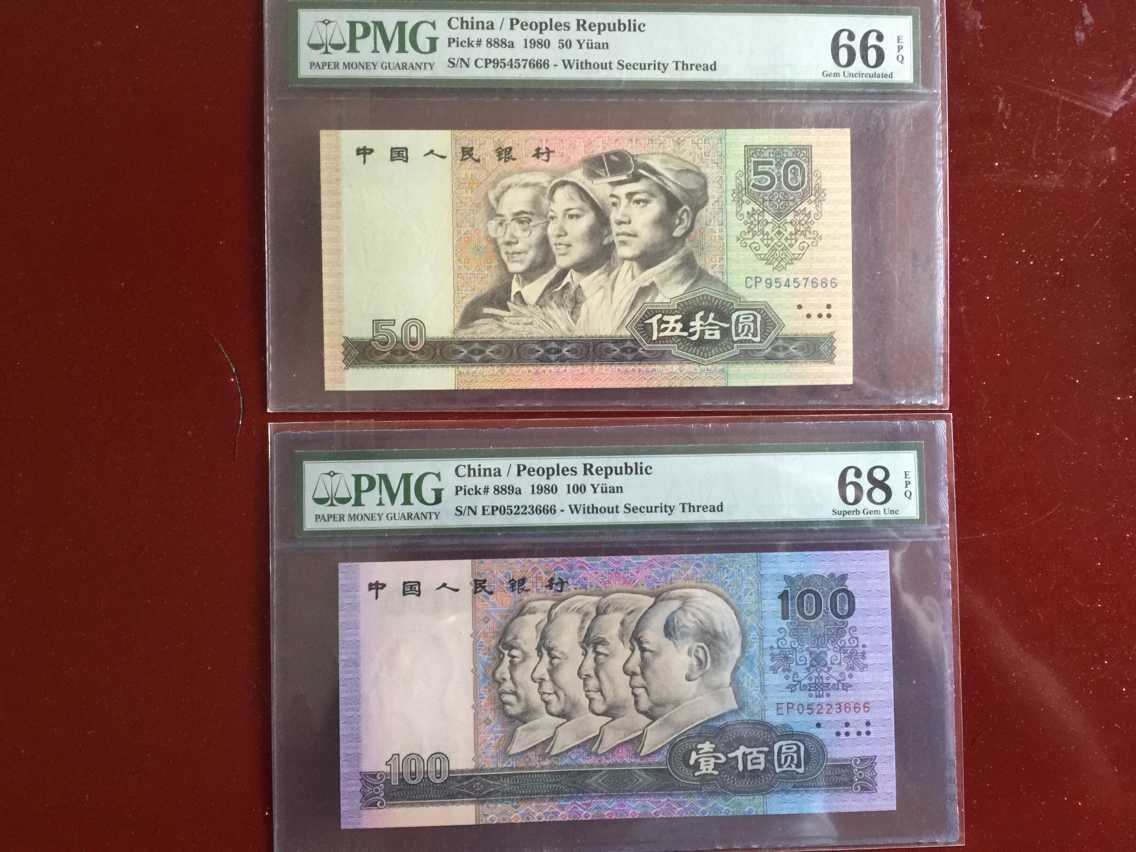 PMG
PAPER MONEY GUARANTY
China / Peoples Republic
Pick# 888a 1980 50 Yüan
S/N CP95457666 - Without Security Thread
66
EPQ
Gem Uncirculated
中国人民银行
50
CP95457666
伍拾圆
50
PMG
PAPER MONEY GUARANTY
China / Peoples Republic
Pick# 889a 1980 100 Yüan
S/N EP05223666 - Without Security Thread
68
EPQ
Superb Gem Unc
中国人民银行
100
EP05223666
壹佰圆
100